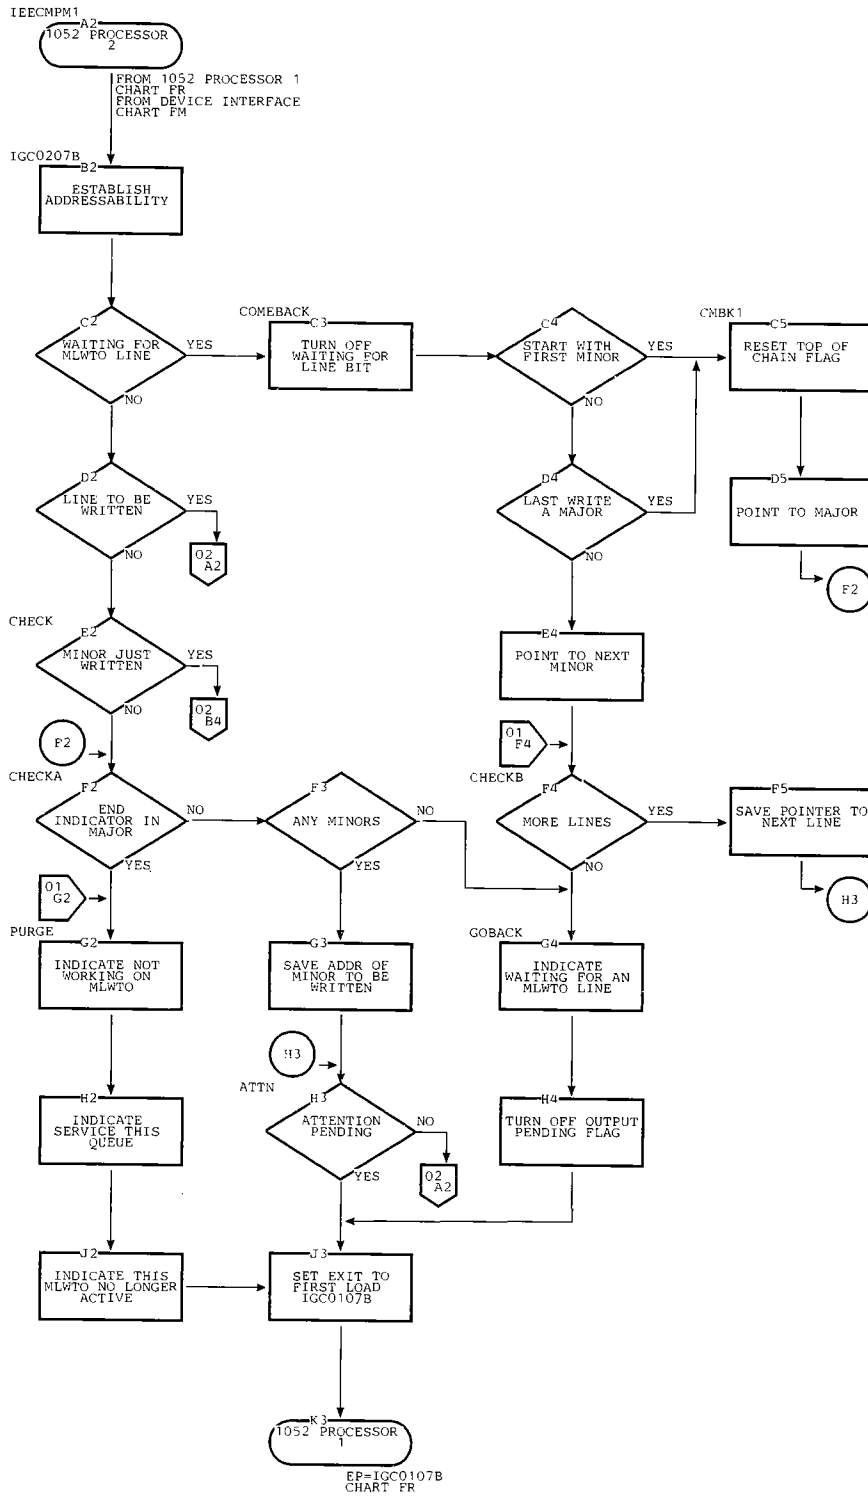 IEECMPM1
A2
1052 PROCESSOR
2
FROM 1052 PROCESSOR 1
CHART FR
FROM DEVICE INTERFACE
CHART FM
IGC0207B
B2
ESTABLISH
ADDRESSABILITY
C2
WAITING FOR
MLWTO LINE
YES
NO
COMEBACK
C3
TURN OFF
WAITING FOR
LINE BIT
C4
START WITH
FIRST MINOR
YES
NO
CMBK1
C5
RESET TOP OF
CHAIN FLAG
D2
LINE TO BE
WRITTEN
YES
NO
02
A2
D4
LAST WRITE
A MAJOR
YES
NO
D5
POINT TO MAJOR
F2
CHECK
E2
MINOR JUST
WRITTEN
YES
NO
02
B4
E4
POINT TO NEXT
MINOR
F2
01
F4
CHECKA
F2
END
INDICATOR IN
MAJOR
NO
YES
F3
ANY MINORS
NO
YES
CHECKB
F4
MORE LINES
YES
NO
F5
SAVE POINTER TO
NEXT LINE
H3
01
G2
PURGE
G2
INDICATE NOT
WORKING ON
MLWTO
G3
SAVE ADDR OF
MINOR TO BE
WRITTEN
GOBACK
G4
INDICATE
WAITING FOR AN
MLWTO LINE
H3
H2
INDICATE
SERVICE THIS
QUEUE
ATTN
H3
ATTENTION
PENDING
NO
YES
02
A2
H4
TURN OFF OUTPUT
PENDING FLAG
J2
INDICATE THIS
MLWTO NO LONGER
ACTIVE
J3
SET EXIT TO
FIRST LOAD
IGC0107B
K3
1052 PROCESSOR
1
EP=IGC0107B
CHART FR